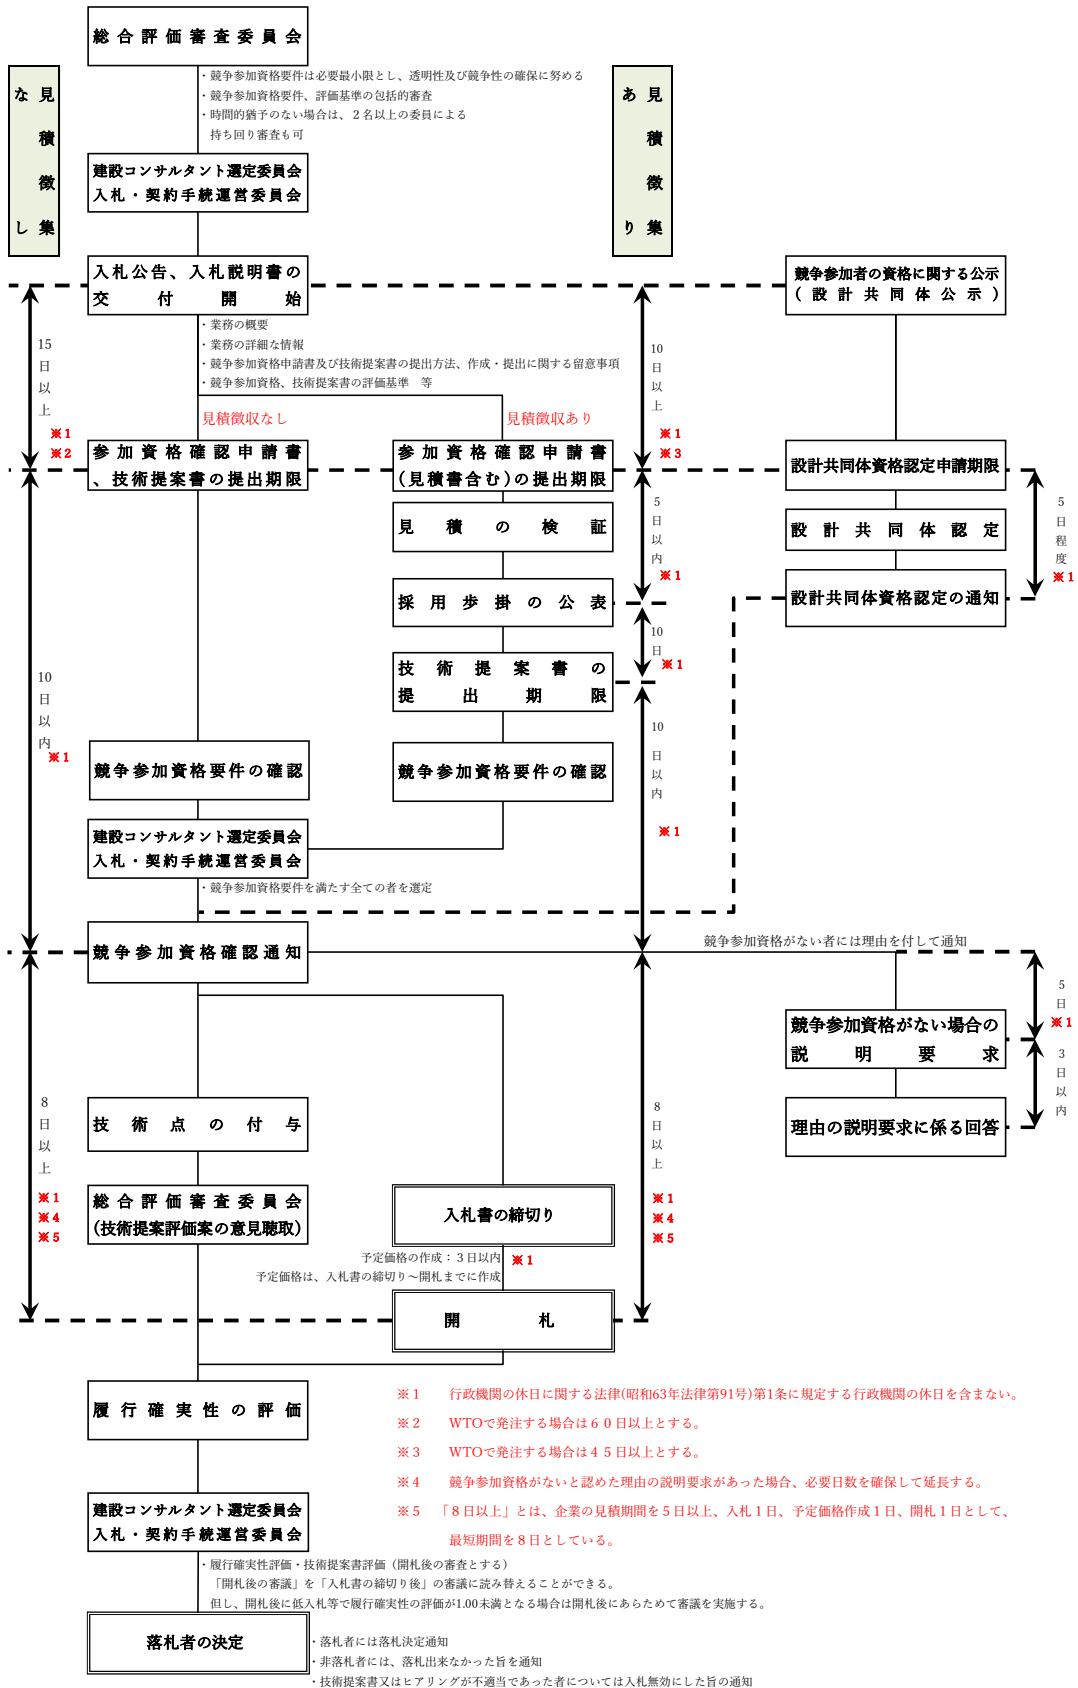 総合評価審査委員会
・競争参加資格要件は必要最小限とし、透明性及び競争性の確保に努める
・競争参加資格要件、評価基準の包括的審査
・時間的猶予のない場合は、２名以上の委員による
持ち回り審査も可
見積徴集なし
見積徴集あり
建設コンサルタント選定委員会
入札・契約手続運営委員会
入札公告、入札説明書の
交付開始
競争参加者の資格に関する公示
(設計共同体公示)
・業務の概要
・業務の詳細な情報
・競争参加資格申請書及び技術提案書の提出方法、作成・提出に関する留意事項
・競争参加資格、技術提案書の評価基準　等
15日以上
※1
※2
10日以上
※1
※3
見積徴収なし
見積徴収あり
参加資格確認申請書
、技術提案書の提出期限
参加資格確認申請書
(見積書含む)の提出期限
設計共同体資格認定申請期限
見積の検証
5日以内
※1
設計共同体認定
5日程度
※1
採用歩掛の公表
設計共同体資格認定の通知
10日
※1
技術提案書の
提出期限
10日以内
※1
10日以内
※1
競争参加資格要件の確認
競争参加資格要件の確認
建設コンサルタント選定委員会
入札・契約手続運営委員会
・競争参加資格要件を満たす全ての者を選定
競争参加資格確認通知
競争参加資格がない者には理由を付して通知
5日
※1
競争参加資格がない場合の
説明要求
3日以内
理由の説明要求に係る回答
技術点の付与
8日以上
※1
※4
※5
8日以上
※1
※4
※5
総合評価審査委員会
(技術提案評価案の意見聴取)
入札書の締切り
予定価格の作成：３日以内
※1
予定価格は、入札書の締切り～開札までに作成
開札
履行確実性の評価
※１　行政機関の休日に関する法律(昭和63年法律第91号)第1条に規定する行政機関の休日を含まない。
※２　WTOで発注する場合は６０日以上とする。
※３　WTOで発注する場合は４５日以上とする。
※４　競争参加資格がないと認めた理由の説明要求があった場合、必要日数を確保して延長する。
※５　「８日以上」とは、企業の見積期間を５日以上、入札１日、予定価格作成１日、開札１日として、
最短期間を８日としている。
建設コンサルタント選定委員会
入札・契約手続運営委員会
・履行確実性評価・技術提案書評価（開札後の審査とする）
「開札後の審議」を「入札書の締切り後」の審議に読み替えることができる。
但し、開札後に低入札等で履行確実性の評価が1.00未満となる場合は開札後にあらためて審議を実施する。
落札者の決定
・落札者には落札決定通知
・非落札者には、落札出来なかった旨を通知
・技術提案書又はヒアリングが不適当であった者については入札無効にした旨の通知